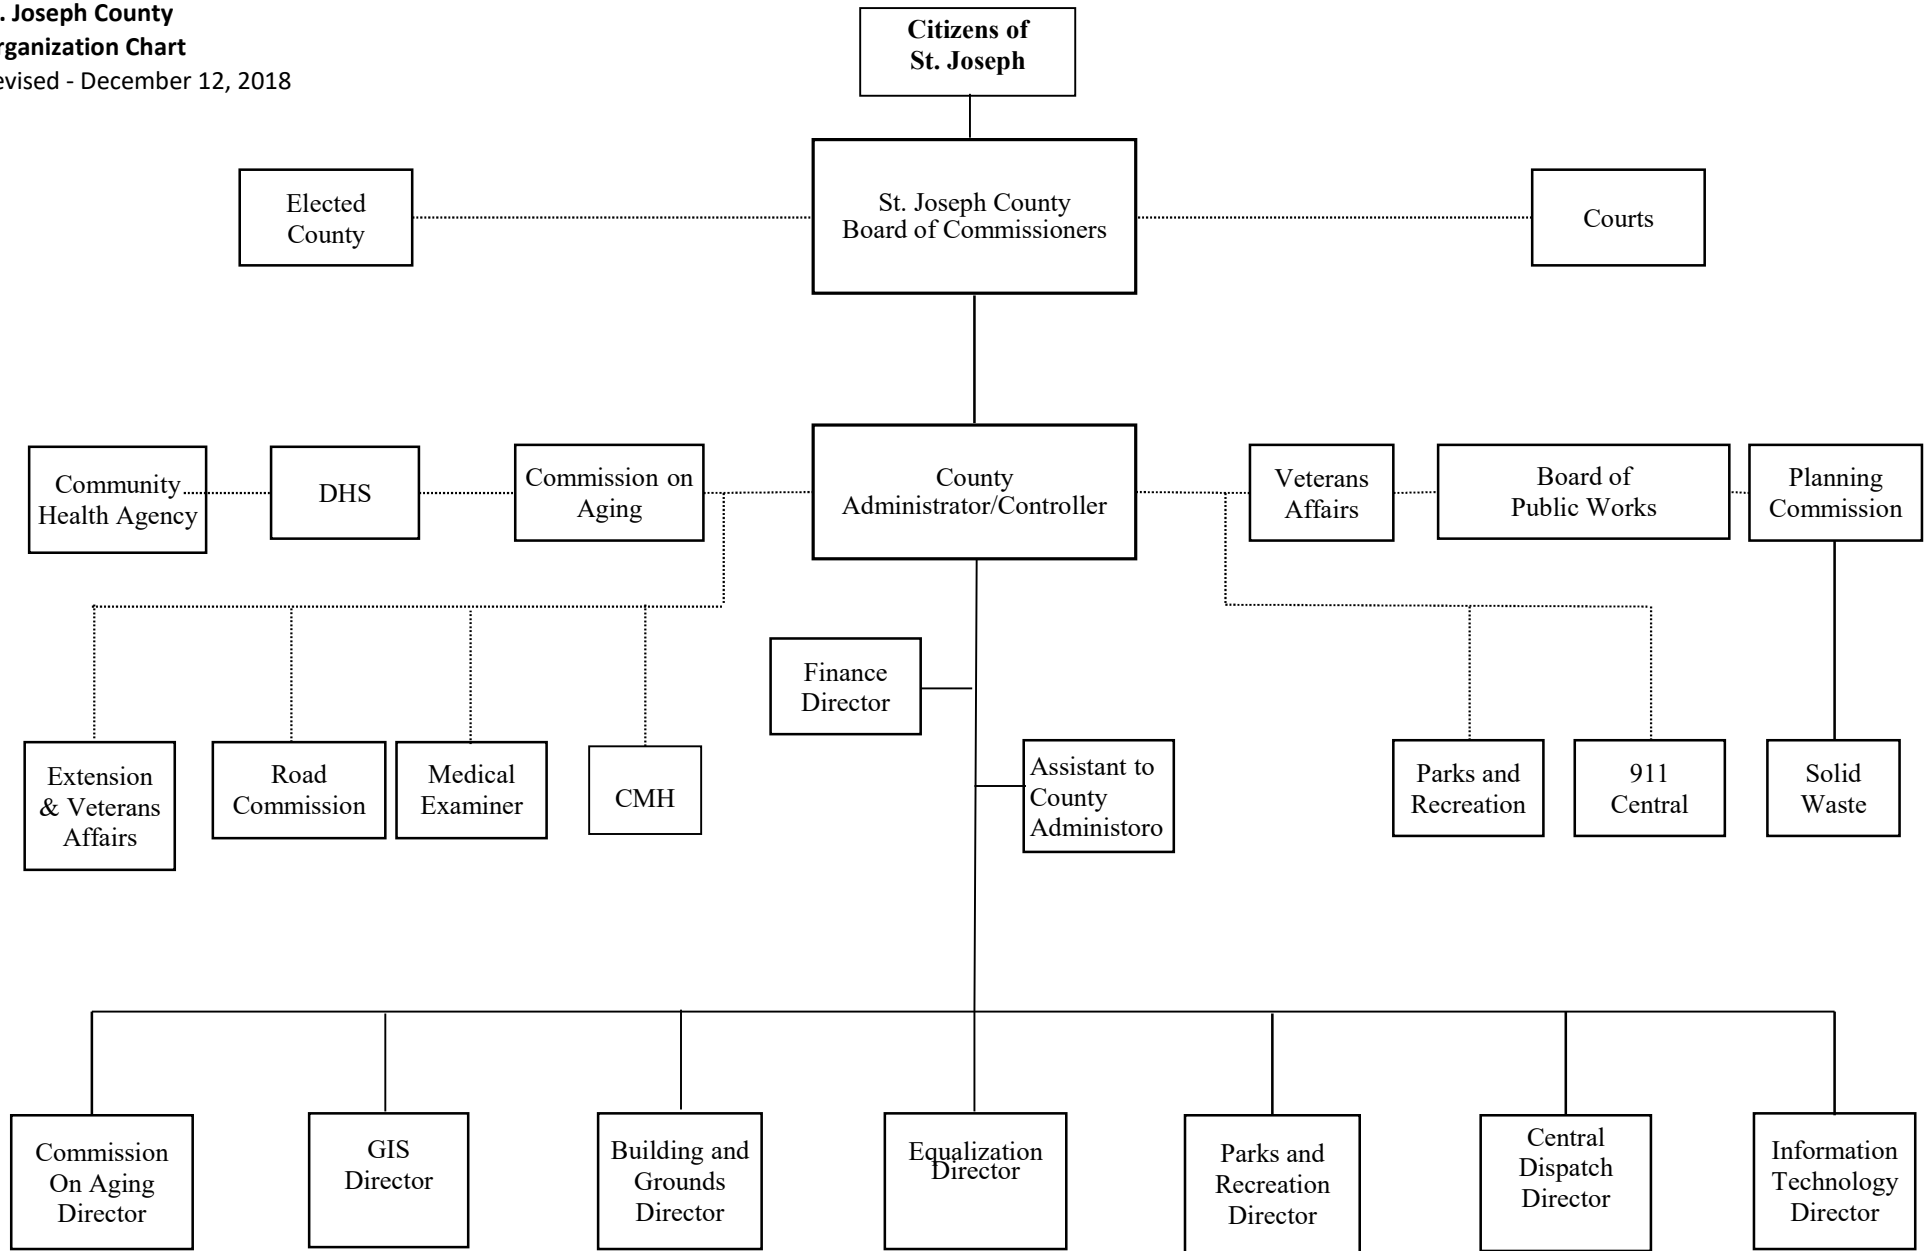 . Joseph County
rganization Chart
evised - December 12, 2018
Citizens of
St. Joseph
Elected
County
St. Joseph County
Board of Commissioners
Courts
Community
Health Agency
DHS
Commission on
Aging
County
Administrator/Controller
Veterans
Affairs
Board of
Public Works
Planning
Commission
Finance
Director
Assistant to
County
Administoro
Extension
& Veterans
Affairs
Road
Commission
Medical
Examiner
CMH
Parks and
Recreation
911
Central
Solid
Waste
Commission
On Aging
Director
GIS
Director
Building and
Grounds
Director
Equalization
Director
Parks and
Recreation
Director
Central
Dispatch
Director
Information
Technology
Director